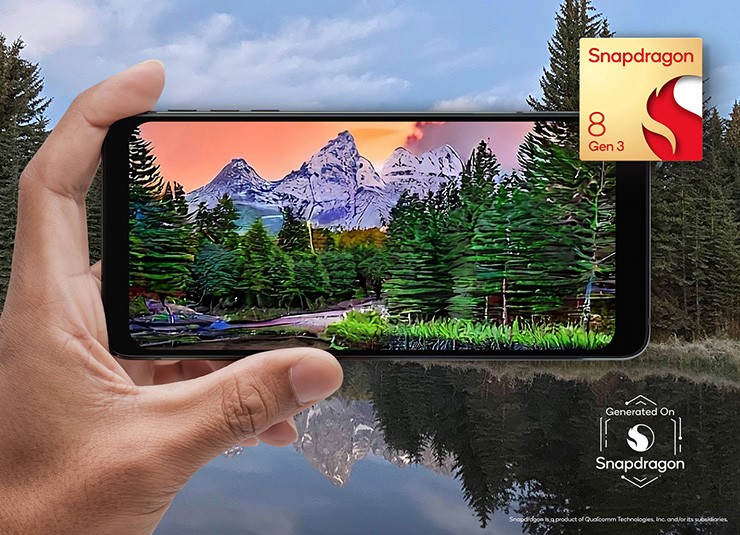 Snapdragon
8
Gen 3
Generated On
Snapdragon
Snapdragon is a product of Qualcomm Technologies, Inc. and/or its subsidiaries.